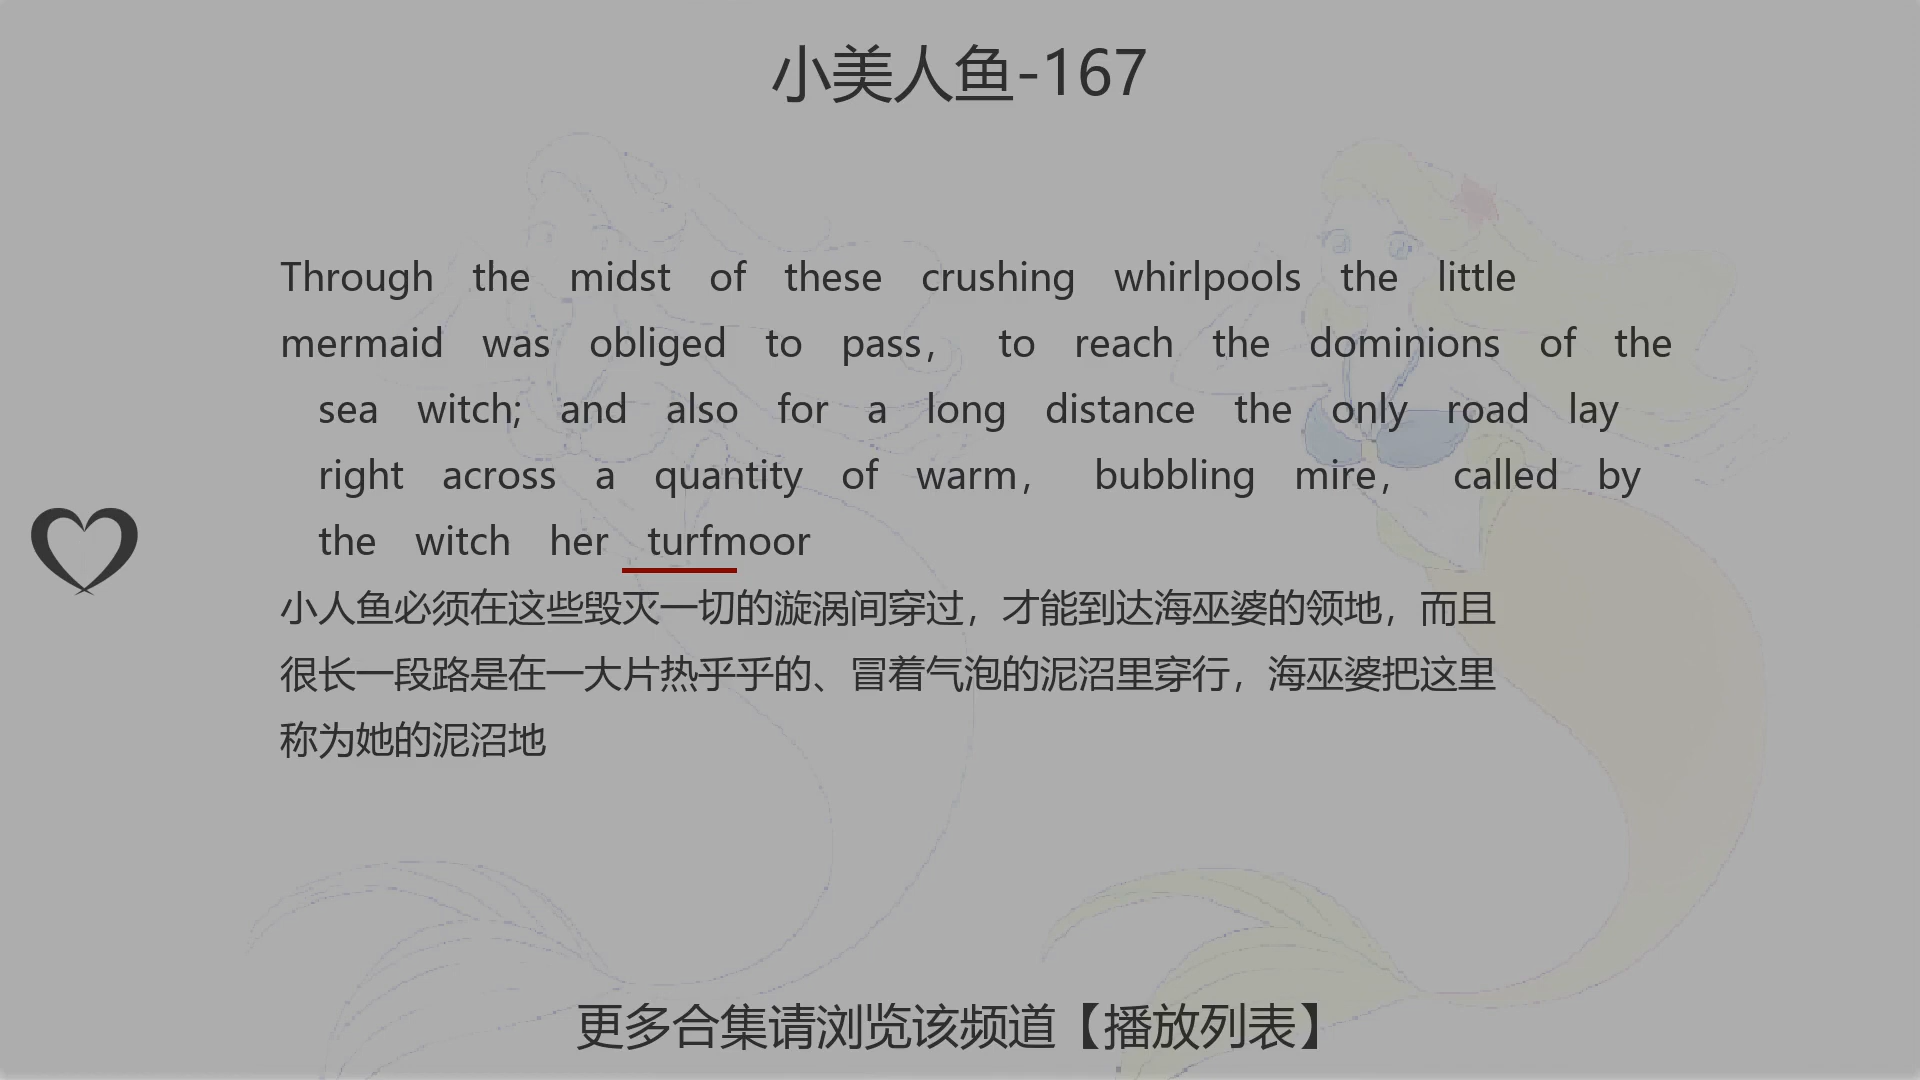 小美人鱼-167
Through the midst of these crushing whirlpools the little
mermaid was obliged to pass， to reach the dominions of the
sea witch; and also for a long distance the only road lay
right across a quantity of warm， bubbling mire， called by
the witch her turfmoor
小人鱼必须在这些毁灭一切的漩涡间穿过，才能到达海巫婆的领地，而且
很长一段路是在一大片热乎乎的、冒着气泡的泥沼里穿行，海巫婆把这里
称为她的泥沼地
更多合集请浏览该频道【播放列表】